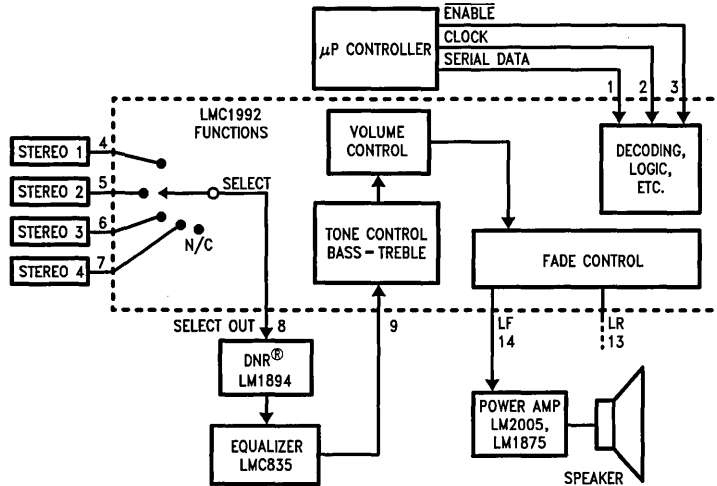 ENABLE
CLOCK
µP CONTROLLER
SERIAL DATA
1 2 3
LMC1992
FUNCTIONS
STEREO 1 4
STEREO 2 5
STEREO 3 6
STEREO 4 7
SELECT
N/C
VOLUME
CONTROL
DECODING,
LOGIC,
ETC.
TONE CONTROL
BASS-TREBLE
FADE CONTROL
SELECT OUT 8
9
LF
14
LR
13
DNR®
LM1894
EQUALIZER
LMC835
POWER AMP
LM2005,
LM1875
SPEAKER